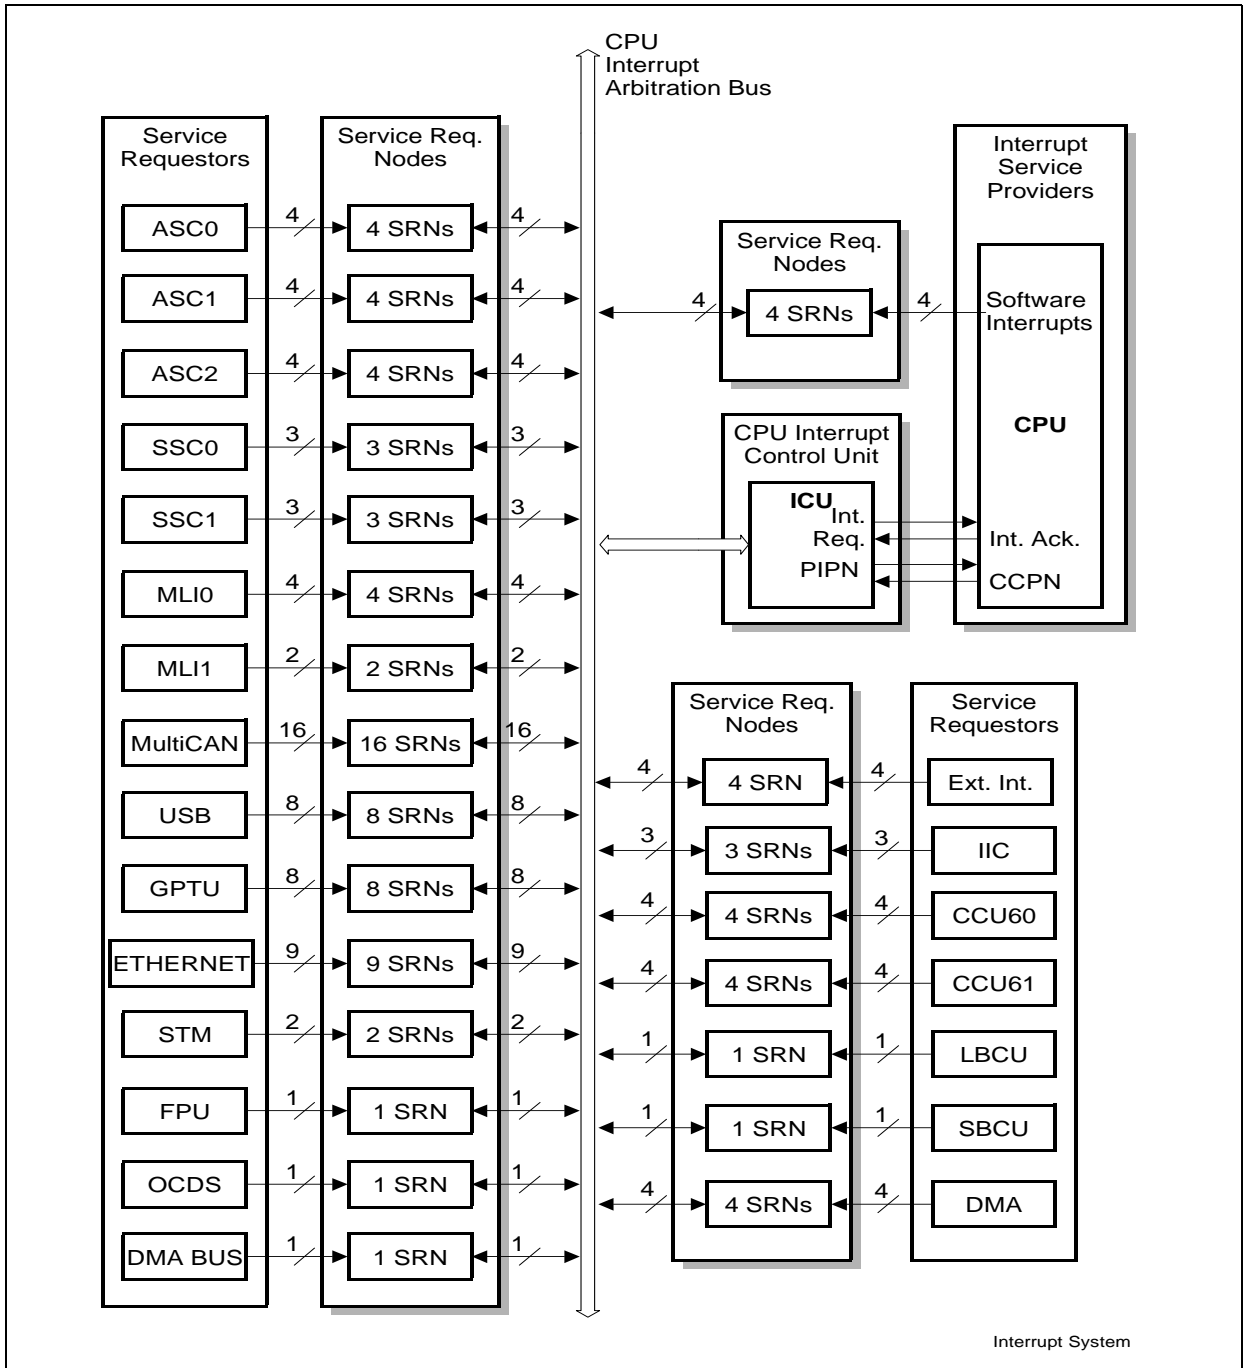 CPU
Interrupt
Arbitration Bus
Service
Requestors
Service Req.
Nodes
ASC0
4
4 SRNs
4
ASC1
4
4 SRNs
4
ASC2
4
4 SRNs
4
SSC0
3
3 SRNs
3
SSC1
3
3 SRNs
3
MLI0
4
4 SRNs
4
MLI1
2
2 SRNs
2
MultiCAN
16
16 SRNs
16
USB
8
8 SRNs
8
GPTU
8
8 SRNs
8
ETHERNET
9
9 SRNs
9
STM
2
2 SRNs
2
FPU
1
1 SRN
1
OCDS
1
1 SRN
1
DMA BUS
1
1 SRN
1
Interrupt
Service
Providers
Service Req.
Nodes
4
4 SRNs
4
Software
Interrupts
CPU
CPU Interrupt
Control Unit
ICU
Int.
Req.
PIPN
Int. Ack.
CCPN
Service Req.
Nodes
Service
Requestors
4
4 SRN
4
Ext. Int.
3
3 SRNs
3
IIC
4
4 SRNs
4
CCU60
4
4 SRNs
4
CCU61
1
1 SRN
1
LBCU
1
1 SRN
1
SBCU
4
4 SRNs
4
DMA
Interrupt System